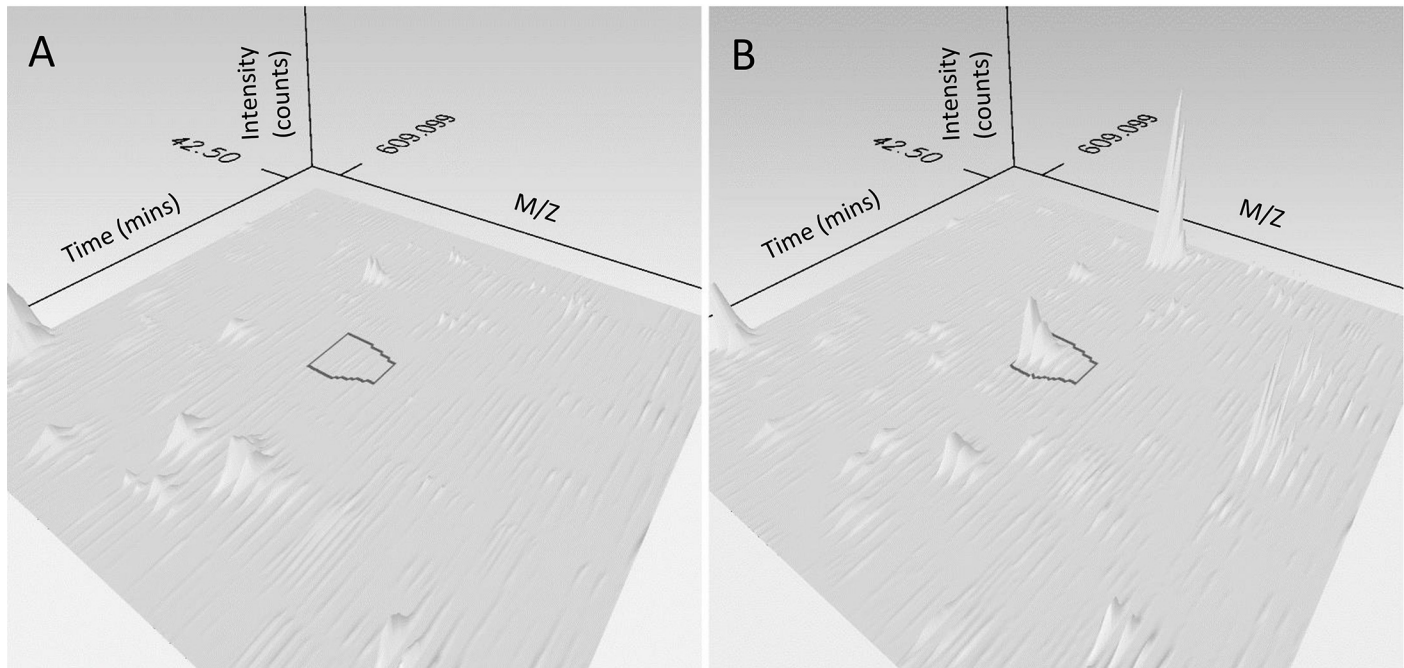 A
Intensity
(counts)
42.50
609.099
Time (mins)
M/Z
B
Intensity
(counts)
42.50
609.099
Time (mins)
M/Z